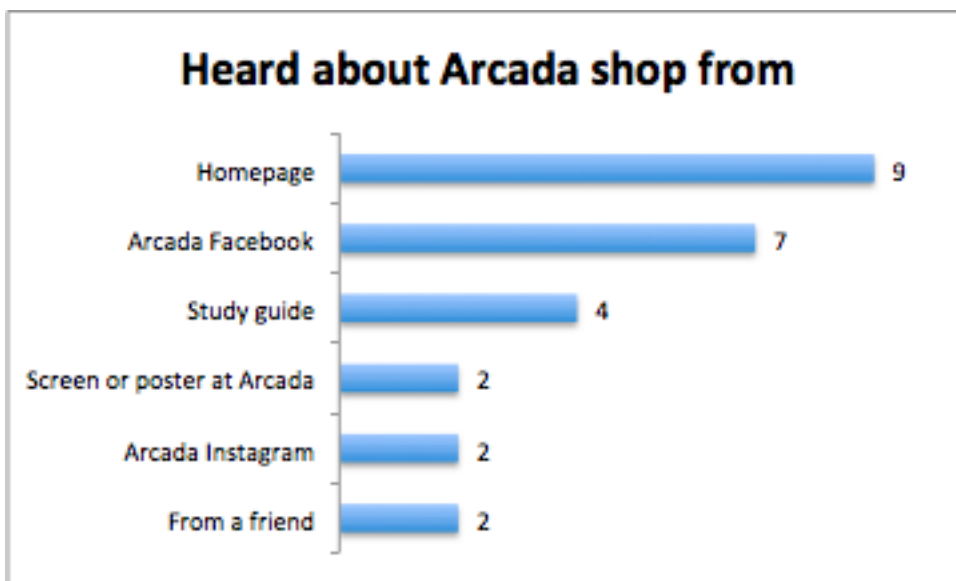 Heard about Arcada shop from
Homepage 9
Arcada Facebook 7
Study guide 4
Screen or poster at Arcada 2
Arcada Instagram 2
From a friend 2